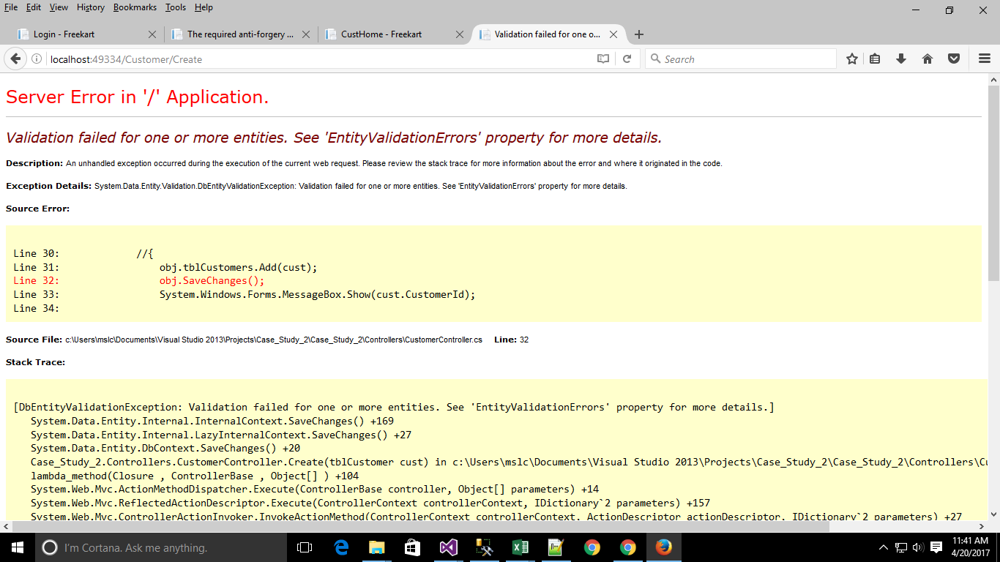 File Edit View History Bookmarks Tools Help
Login - Freekart
The required anti-forgery ...
CustHome - Freekart
Validation failed for one o...
localhost:49334/Customer/Create
Search
Server Error in '/' Application.
Validation failed for one or more entities. See 'EntityValidationErrors' property for more details.
Description: An unhandled exception occurred during the execution of the current web request. Please review the stack trace for more information about the error and where it originated in the code.
Exception Details: System.Data.Entity.Validation.DbEntityValidationException: Validation failed for one or more entities. See 'EntityValidationErrors' property for more details.
Source Error:
Line 30: //{
Line 31: obj.tblCustomers.Add(cust);
Line 32: obj.SaveChanges();
Line 33: System.Windows.Forms.MessageBox.Show(cust.CustomerId);
Line 34:
Source File: c:\Users\mslc\Documents\Visual Studio 2013\Projects\Case_Study_2\Case_Study_2\Controllers\CustomerController.cs Line: 32
Stack Trace:
[DbEntityValidationException: Validation failed for one or more entities. See 'EntityValidationErrors' property for more details.]
System.Data.Entity.Internal.InternalContext.SaveChanges() +169
System.Data.Entity.Internal.LazyInternalContext.SaveChanges() +27
System.Data.Entity.DbContext.SaveChanges() +20
Case_Study_2.Controllers.CustomerController.Create(tblCustomer cust) in c:\Users\mslc\Documents\Visual Studio 2013\Projects\Case_Study_2\Case_Study_2\Controllers\Cu
lambda_method(Closure , ControllerBase , Object[] ) +104
System.Web.Mvc.ActionMethodDispatcher.Execute(ControllerBase controller, Object[] parameters) +14
System.Web.Mvc.ReflectedActionDescriptor.Execute(ControllerContext controllerContext, IDictionary`2 parameters) +157
System.Web.Mvc.ControllerActionInvoker.InvokeActionMethod(ControllerContext controllerContext, ActionDescriptor actionDescriptor, IDictionary`2 parameters) +27
I'm Cortana. Ask me anything.
11:41 AM
4/20/2017